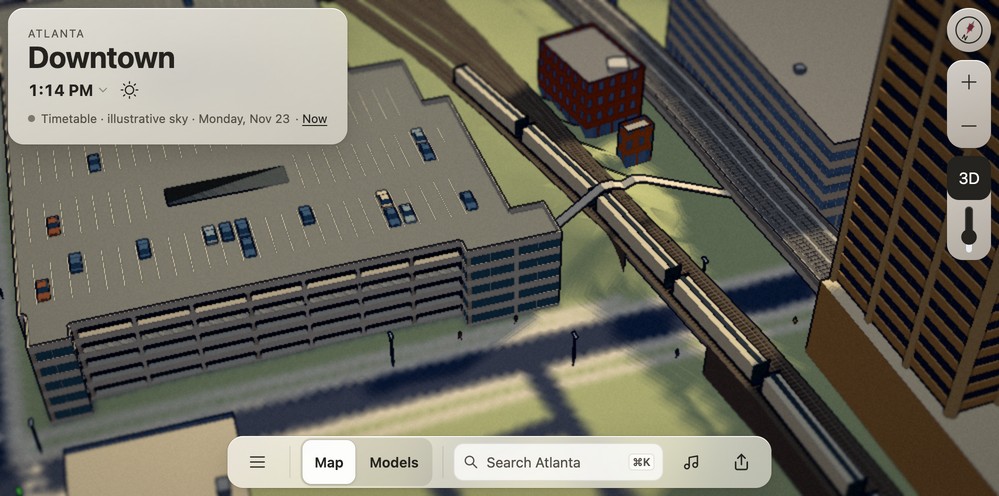 ATLANTA
Downtown
1:14 PM
Timetable · illustrative sky · Monday, Nov 23 · Now
N
+
−
3D
Map
Models
Search Atlanta
⌘K